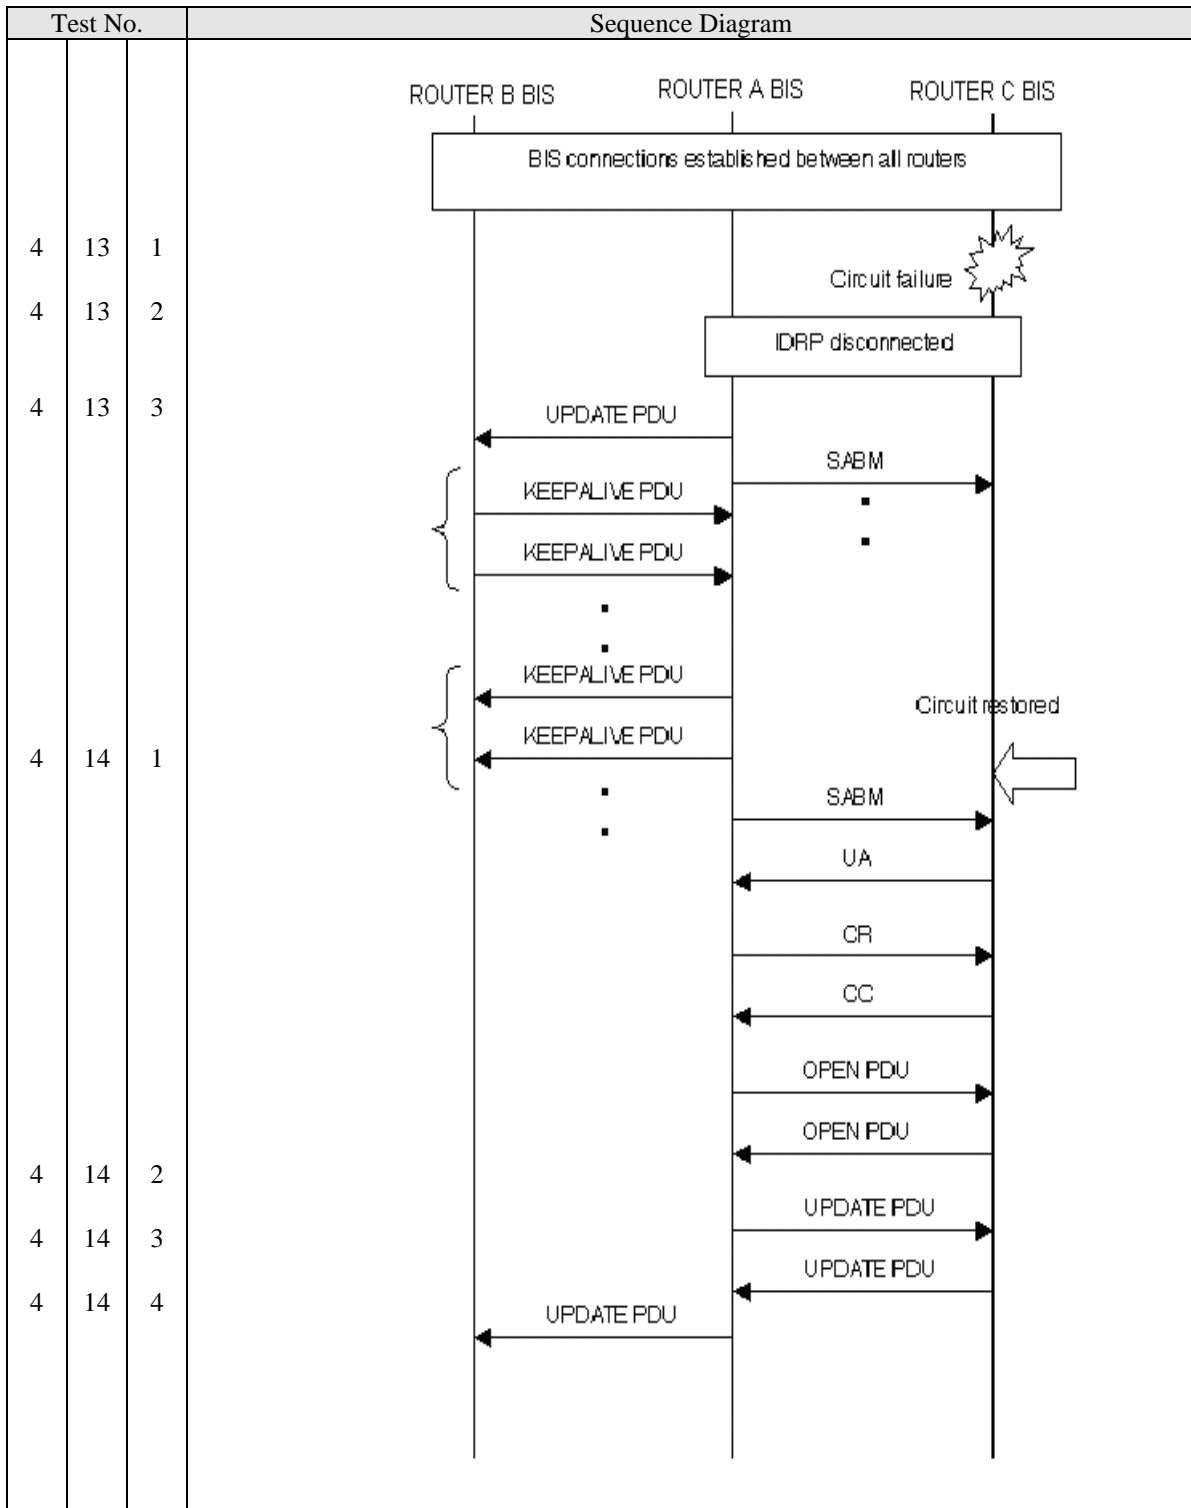 Test No. Sequence Diagram
ROUTER B BIS ROUTER A BIS ROUTER C BIS
BIS connections established between all routers
4 13 1
Circuit failure
4 13 2
IDRP disconnected
4 13 3
UPDATE PDU
SABM
KEEPALIVE PDU
KEEPALIVE PDU
KEEPALIVE PDU
Circuit restored
KEEPALIVE PDU
4 14 1
SABM
UA
CR
CC
OPEN PDU
OPEN PDU
4 14 2
UPDATE PDU
4 14 3
UPDATE PDU
4 14 4
UPDATE PDU